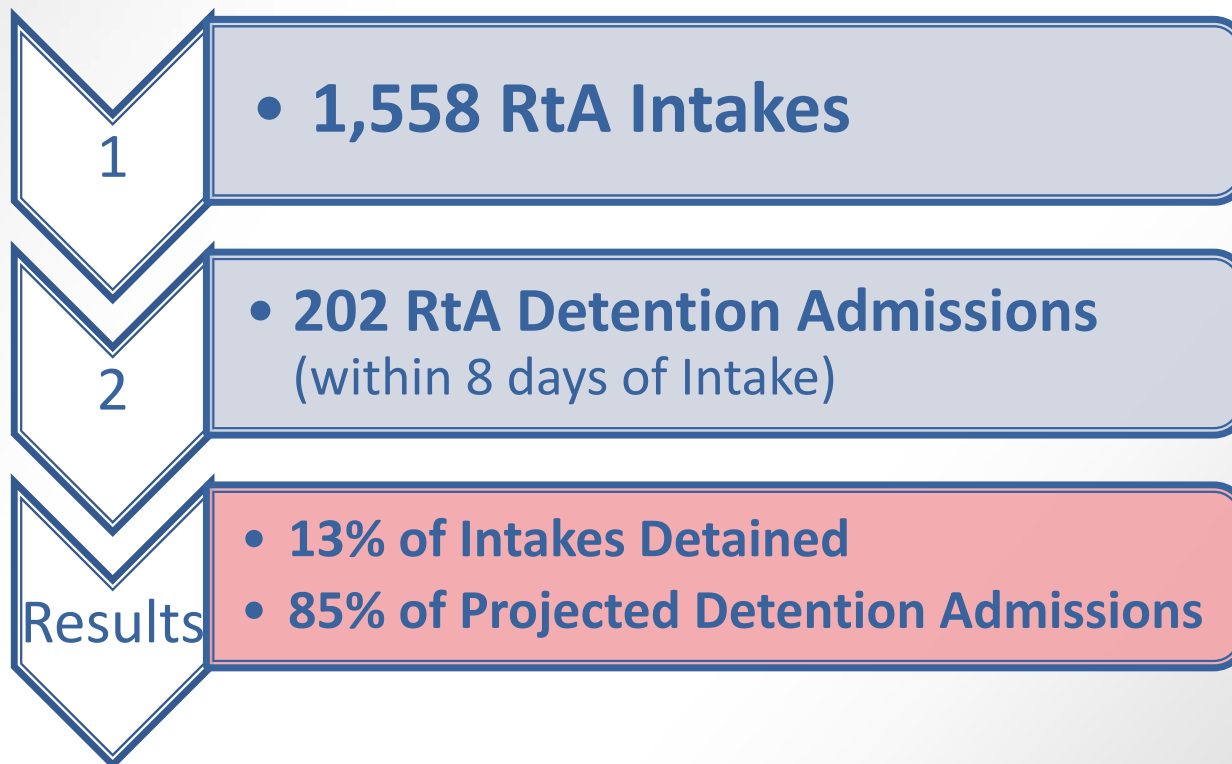 1
• 1,558 RtA Intakes
2
• 202 RtA Detention Admissions
(within 8 days of Intake)
Results
• 13% of Intakes Detained
• 85% of Projected Detention Admissions